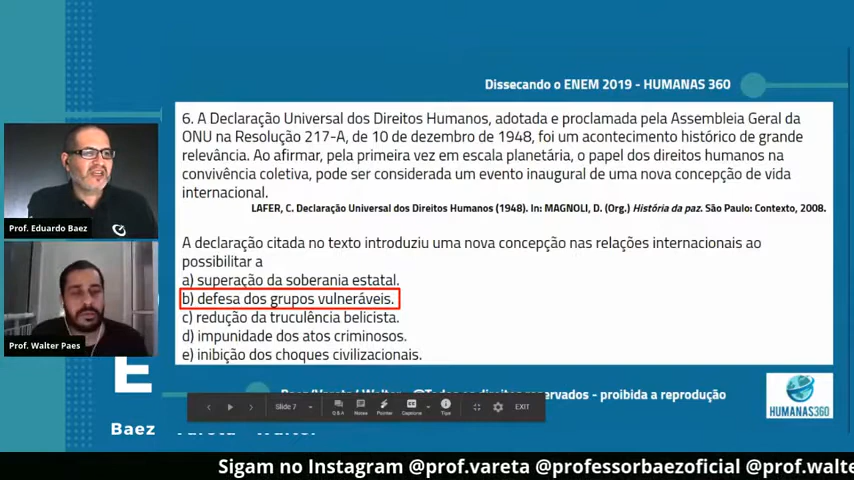 Dissecando o ENEM 2019 - HUMANAS 360
6. A Declaração Universal dos Direitos Humanos, adotada e proclamada pela Assembleia Geral da
ONU na Resolução 217-A, de 10 de dezembro de 1948, foi um acontecimento histórico de grande
relevância. Ao afirmar, pela primeira vez em escala planetária, o papel dos direitos humanos na
convivência coletiva, pode ser considerada um evento inaugural de uma nova concepção de vida
internacional.
LAFER, C. Declaração Universal dos Direitos Humanos (1948). In: MAGNOLI, D. (Org.) História da paz. São Paulo: Contexto, 2008.
A declaração citada no texto introduziu uma nova concepção nas relações internacionais ao
possibilitar a
a) superação da soberania estatal.
b) defesa dos grupos vulneráveis.
c) redução da truculência belicista.
d) impunidade dos atos criminosos.
e) inibição dos choques civilizacionais.
Prof. Eduardo Baez
Prof. Walter Paes
E
reservados - proibida a reprodução
HUMANAS360
Slide 7
Q & A
Notes
Pointer
Captions
Tips
EXIT
Baez
Sigam no Instagram @prof.vareta @professorbaezoficial @prof.walte